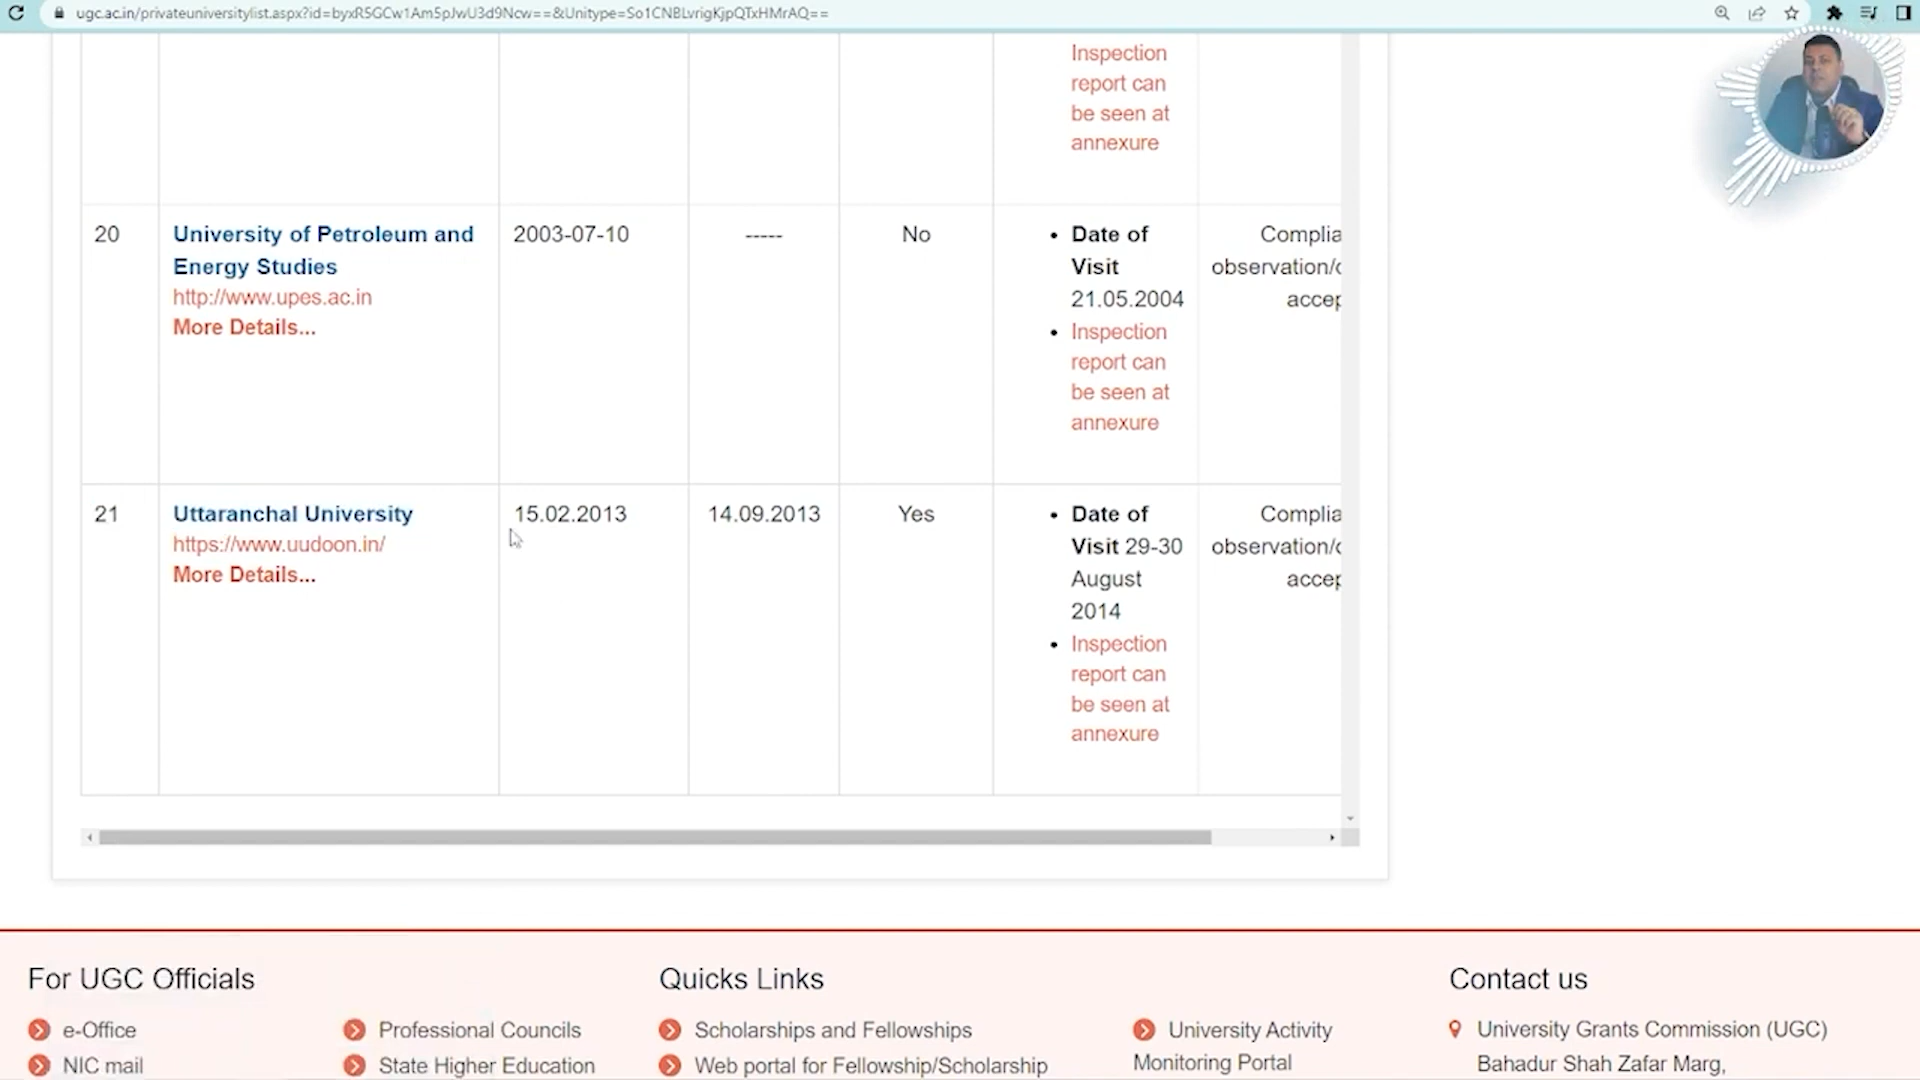 ugc.ac.in/privateuniversitylist.aspx?id=byxR5GCw1Am5pJwU3d9Ncw==&Unitype=So1CNBLvrigKjpQTxHMrAQ==
Inspection
report can
be seen at
annexure
20
University of Petroleum and
Energy Studies
http://www.upes.ac.in
More Details...
2003-07-10
-----
No
• Date of
Visit
21.05.2004
• Inspection
report can
be seen at
annexure
Complia
observation/
accep
21
Uttaranchal University
https://www.uudoon.in/
More Details...
15.02.2013
14.09.2013
Yes
• Date of
Visit 29-30
August
2014
• Inspection
report can
be seen at
annexure
Complia
observation/
accep
For UGC Officials
e-Office
NIC mail
Professional Councils
State Higher Education
Quicks Links
Scholarships and Fellowships
Web portal for Fellowship/Scholarship
University Activity
Monitoring Portal
Contact us
University Grants Commission (UGC)
Bahadur Shah Zafar Marg,